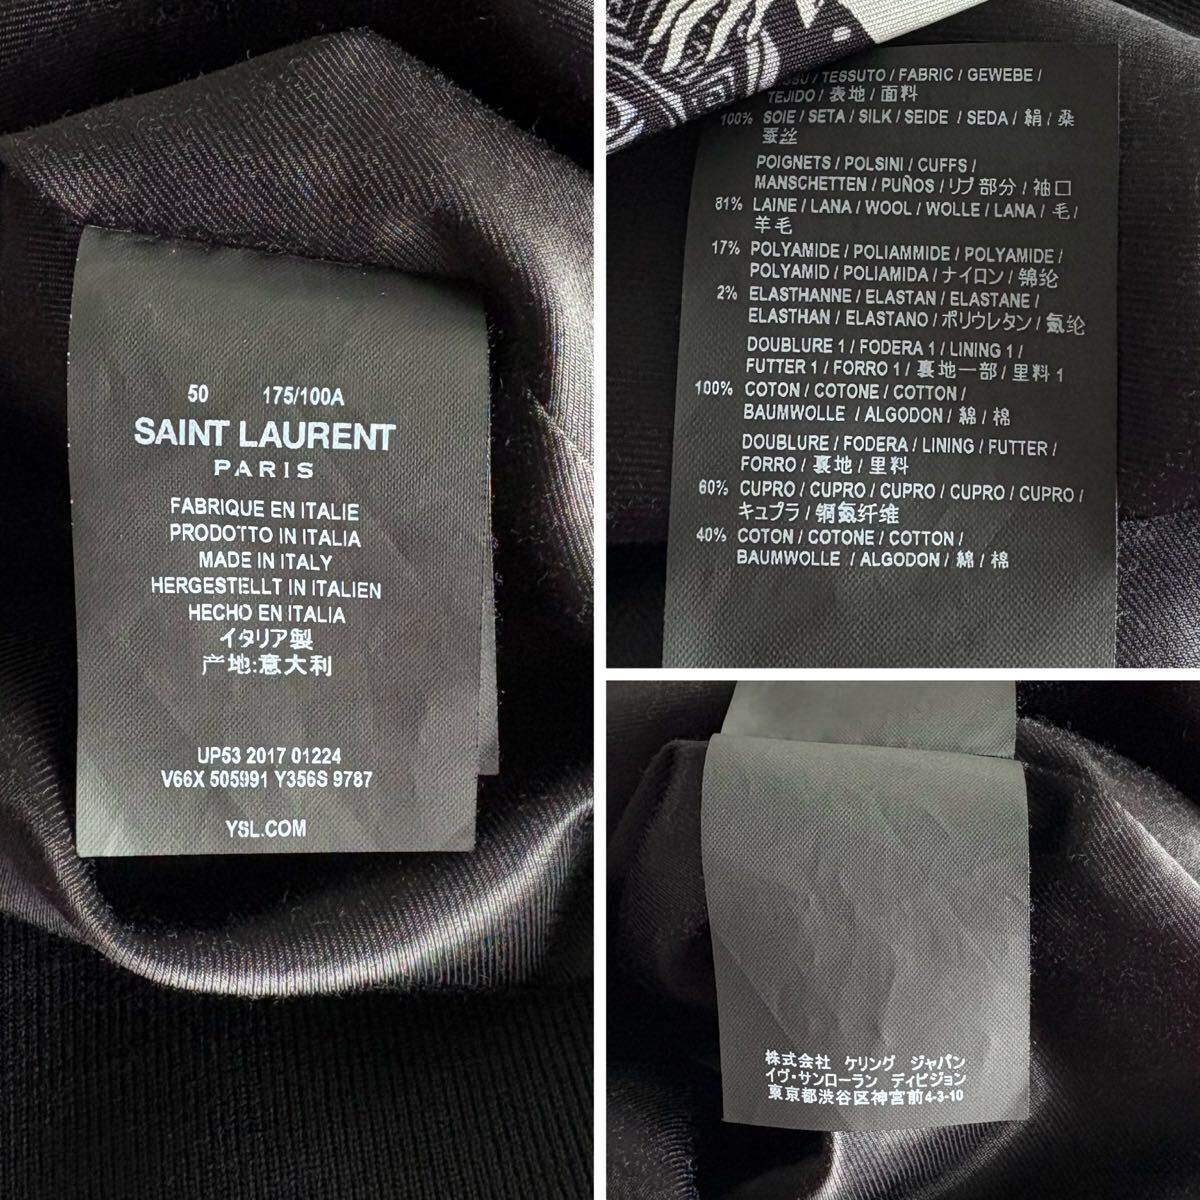 50 175/100A
SAINT LAURENT
PARIS
FABRIQUE EN ITALIE
PRODOTTO IN ITALIA
MADE IN ITALY
HERGESTELLT IN ITALIEN
HECHO EN ITALIA
イタリア製
产地:意大利
UP53 2017 01224
V66X 505991 Y356S 9787
YSL.COM
/ TESSUTO / FABRIC / GEWEBE /
TEJIDO / 表地 / 面料
100% SOIE / SETA / SILK / SEIDE / SEDA / 絹 / 桑
蚕丝
POIGNETS / POLSINI / CUFFS /
MANSCHETTEN / PUÑOS / リブ部分 / 袖口
81% LAINE / LANA / WOOL / WOLLE / LANA / 毛 /
羊毛
17% POLYAMIDE / POLIAMMIDE / POLYAMIDE /
POLYAMID / POLIAMIDA / ナイロン / 锦纶
2% ELASTHANNE / ELASTAN / ELASTANE /
ELASTHAN / ELASTANO / ポリウレタン / 氨纶
DOUBLURE 1 / FODERA 1 / LINING 1 /
FUTTER 1 / FORRO 1 / 裏地一部 / 里料 1
100% COTON / COTONE / COTTON /
BAUMWOLLE / ALGODON / 綿 / 棉
DOUBLURE / FODERA / LINING / FUTTER /
FORRO / 裏地 / 里料
60% CUPRO / CUPRO / CUPRO / CUPRO / CUPRO /
キュプラ / 铜氨纤维
40% COTON / COTONE / COTTON /
BAUMWOLLE / ALGODON / 綿 / 棉
株式会社 ケリング ジャパン
イヴ・サンローラン ディビジョン
東京都渋谷区神宮前4-3-10